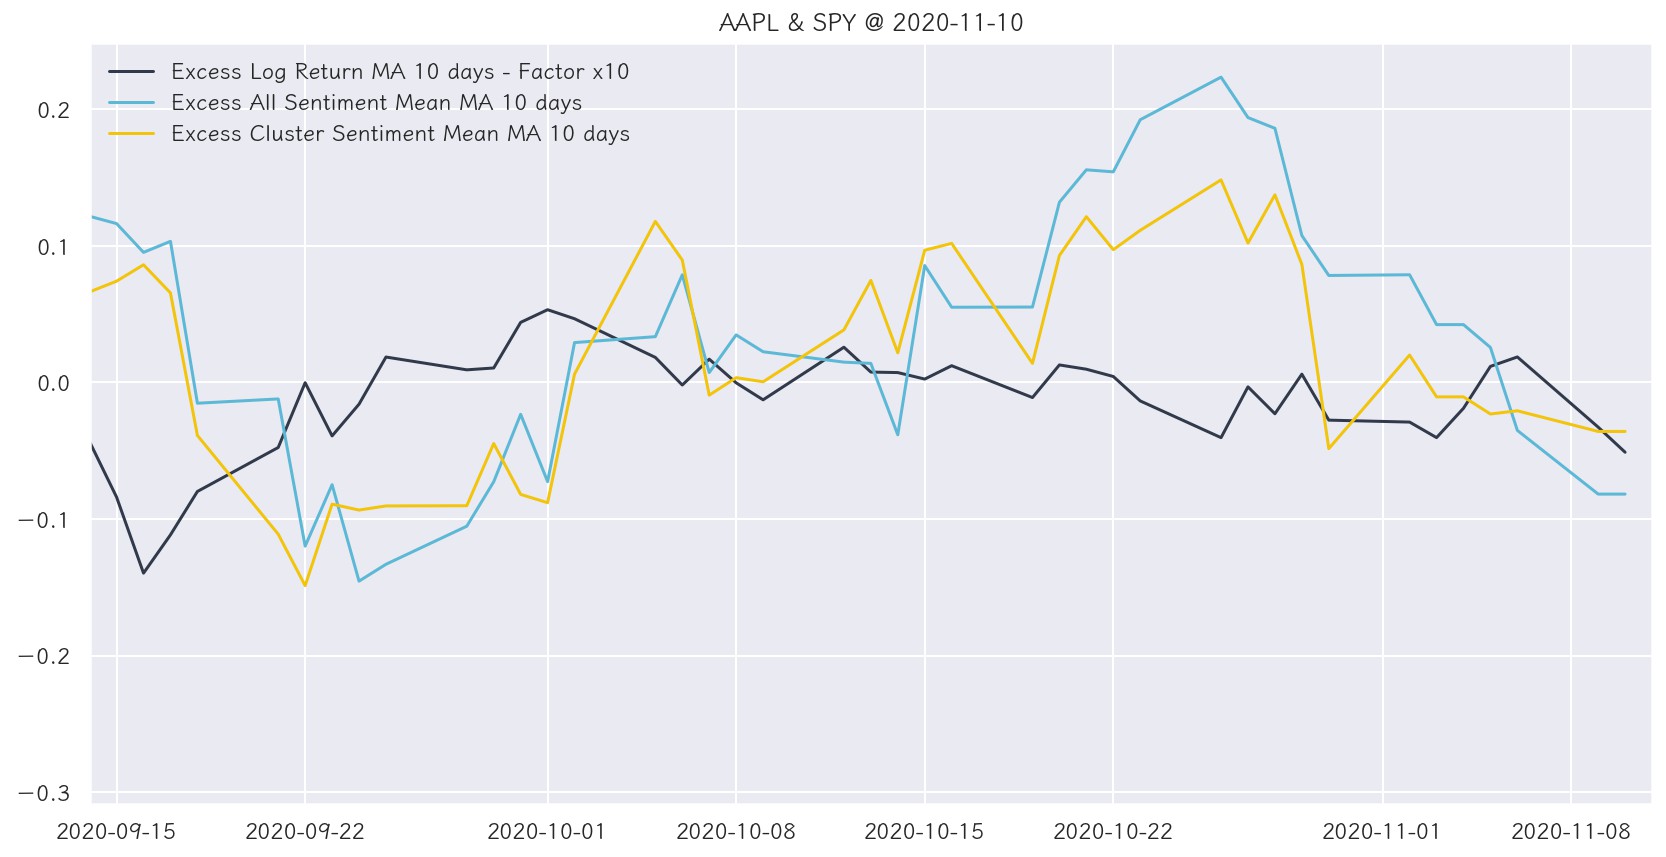 AAPL & SPY @ 2020-11-10
Excess Log Return MA 10 days - Factor x10
Excess All Sentiment Mean MA 10 days
Excess Cluster Sentiment Mean MA 10 days
0.2
0.1
0.0
−0.1
−0.2
−0.3
2020-09-15 2020-09-22 2020-10-01 2020-10-08 2020-10-15 2020-10-22 2020-11-01 2020-11-08